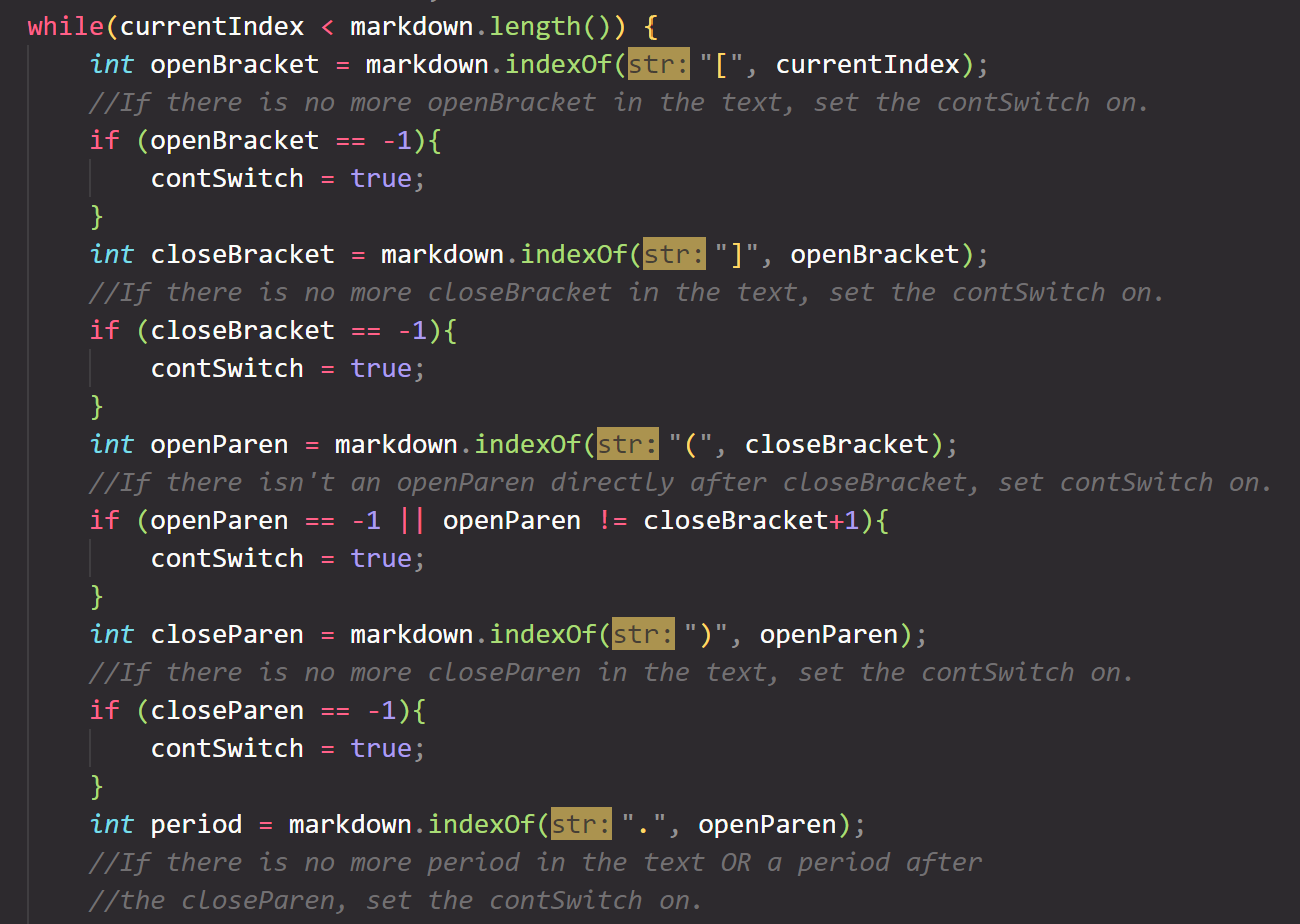 while(currentIndex < markdown.length()) {
    int openBracket = markdown.indexOf(str: "[", currentIndex);
    //If there is no more openBracket in the text, set the contSwitch on.
    if (openBracket == -1){
        contSwitch = true;
    }
    int closeBracket = markdown.indexOf(str: "]", openBracket);
    //If there is no more closeBracket in the text, set the contSwitch on.
    if (closeBracket == -1){
        contSwitch = true;
    }
    int openParen = markdown.indexOf(str: "(", closeBracket);
    //If there isn't an openParen directly after closeBracket, set contSwitch on.
    if (openParen == -1 || openParen != closeBracket+1){
        contSwitch = true;
    }
    int closeParen = markdown.indexOf(str: ")", openParen);
    //If there is no more closeParen in the text, set the contSwitch on.
    if (closeParen == -1){
        contSwitch = true;
    }
    int period = markdown.indexOf(str: ".", openParen);
    //If there is no more period in the text OR a period after
    //the closeParen, set the contSwitch on.